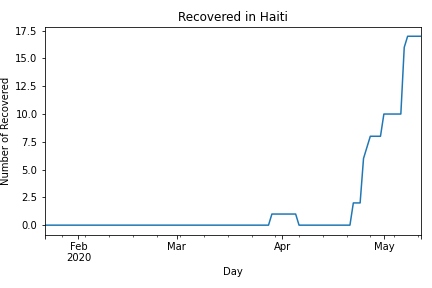 Recovered in Haiti
Number of Recovered
17.5
15.0
12.5
10.0
7.5
5.0
2.5
0.0
Feb
2020
Mar
Apr
May
Day